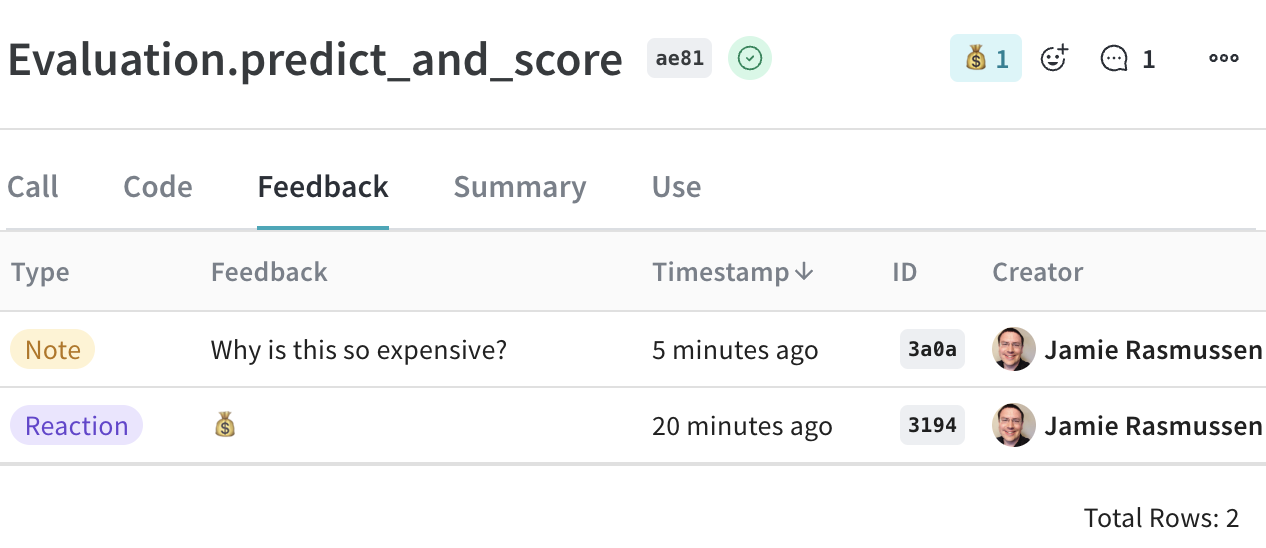 Evaluation.predict_and_score ae81 💰 1 1
Call Code Feedback Summary Use
Type Feedback Timestamp ID Creator
Note Why is this so expensive? 5 minutes ago 3a0a Jamie Rasmussen
Reaction 💰 20 minutes ago 3194 Jamie Rasmussen
Total Rows: 2